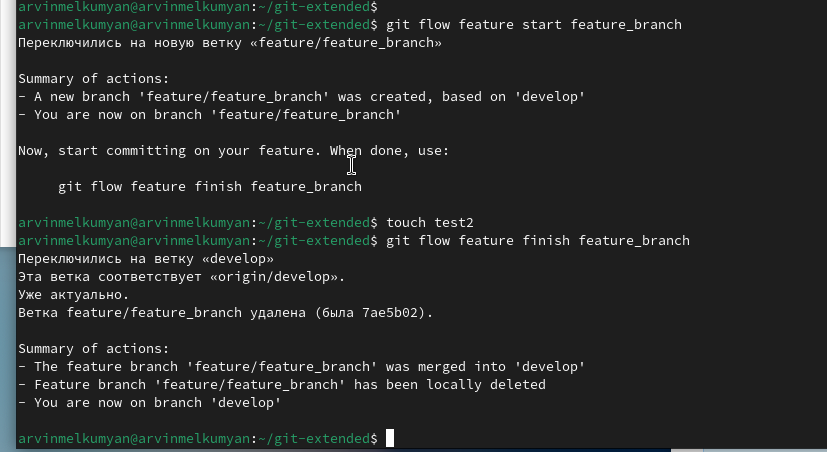 arvinmelkumyan@arvinmelkumyan:~/git-extended$
arvinmelkumyan@arvinmelkumyan:~/git-extended$ git flow feature start feature_branch
Переключились на новую ветку «feature/feature_branch»
Summary of actions:
- A new branch 'feature/feature_branch' was created, based on 'develop'
- You are now on branch 'feature/feature_branch'
Now, start committing on your feature. When done, use:
git flow feature finish feature_branch
arvinmelkumyan@arvinmelkumyan:~/git-extended$ touch test2
arvinmelkumyan@arvinmelkumyan:~/git-extended$ git flow feature finish feature_branch
Переключились на ветку «develop»
Эта ветка соответствует «origin/develop».
Уже актуально.
Ветка feature/feature_branch удалена (была 7ae5b02).
Summary of actions:
- The feature branch 'feature/feature_branch' was merged into 'develop'
- Feature branch 'feature/feature_branch' has been locally deleted
- You are now on branch 'develop'
arvinmelkumyan@arvinmelkumyan:~/git-extended$